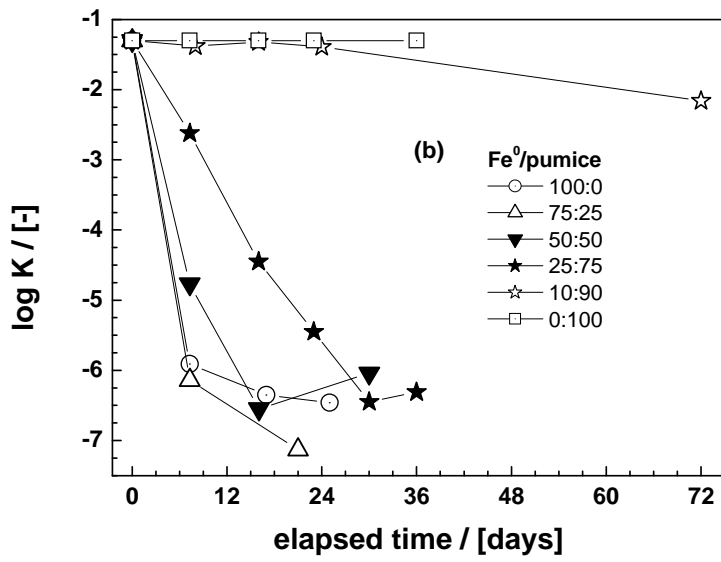 -1
-2
-3
-4
-5
-6
-7
log K / [-]
(b)
Fe⁰/pumice
100:0
75:25
50:50
25:75
10:90
0:100
0 12 24 36 48 60 72
elapsed time / [days]